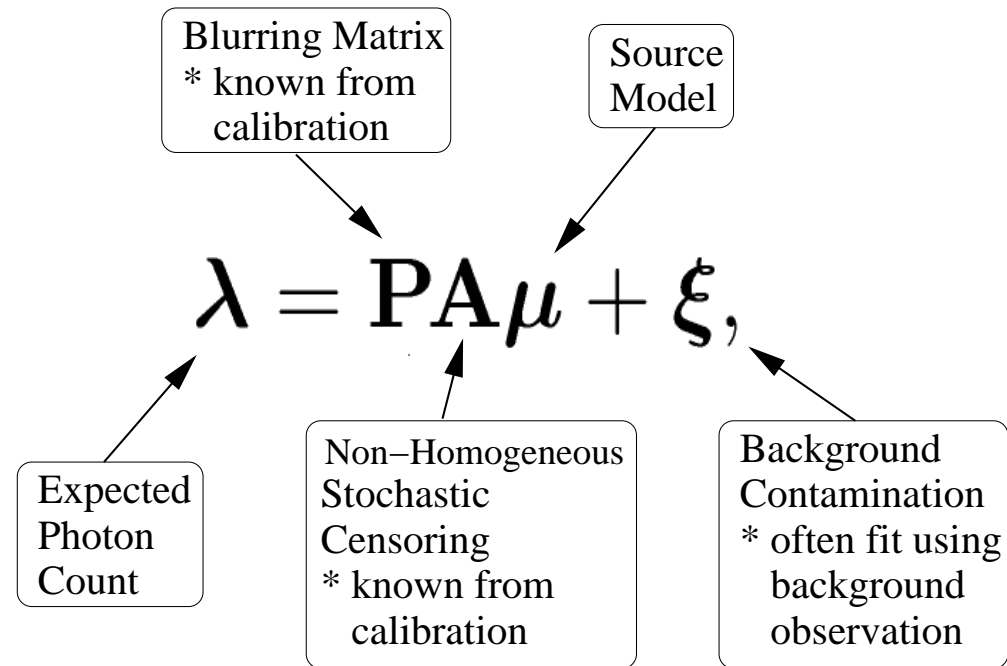 Blurring Matrix
* known from
calibration
Source
Model
λ = PAμ + ξ,
Expected
Photon
Count
Non−Homogeneous
Stochastic
Censoring
* known from
calibration
Background
Contamination
* often fit using
background
observation